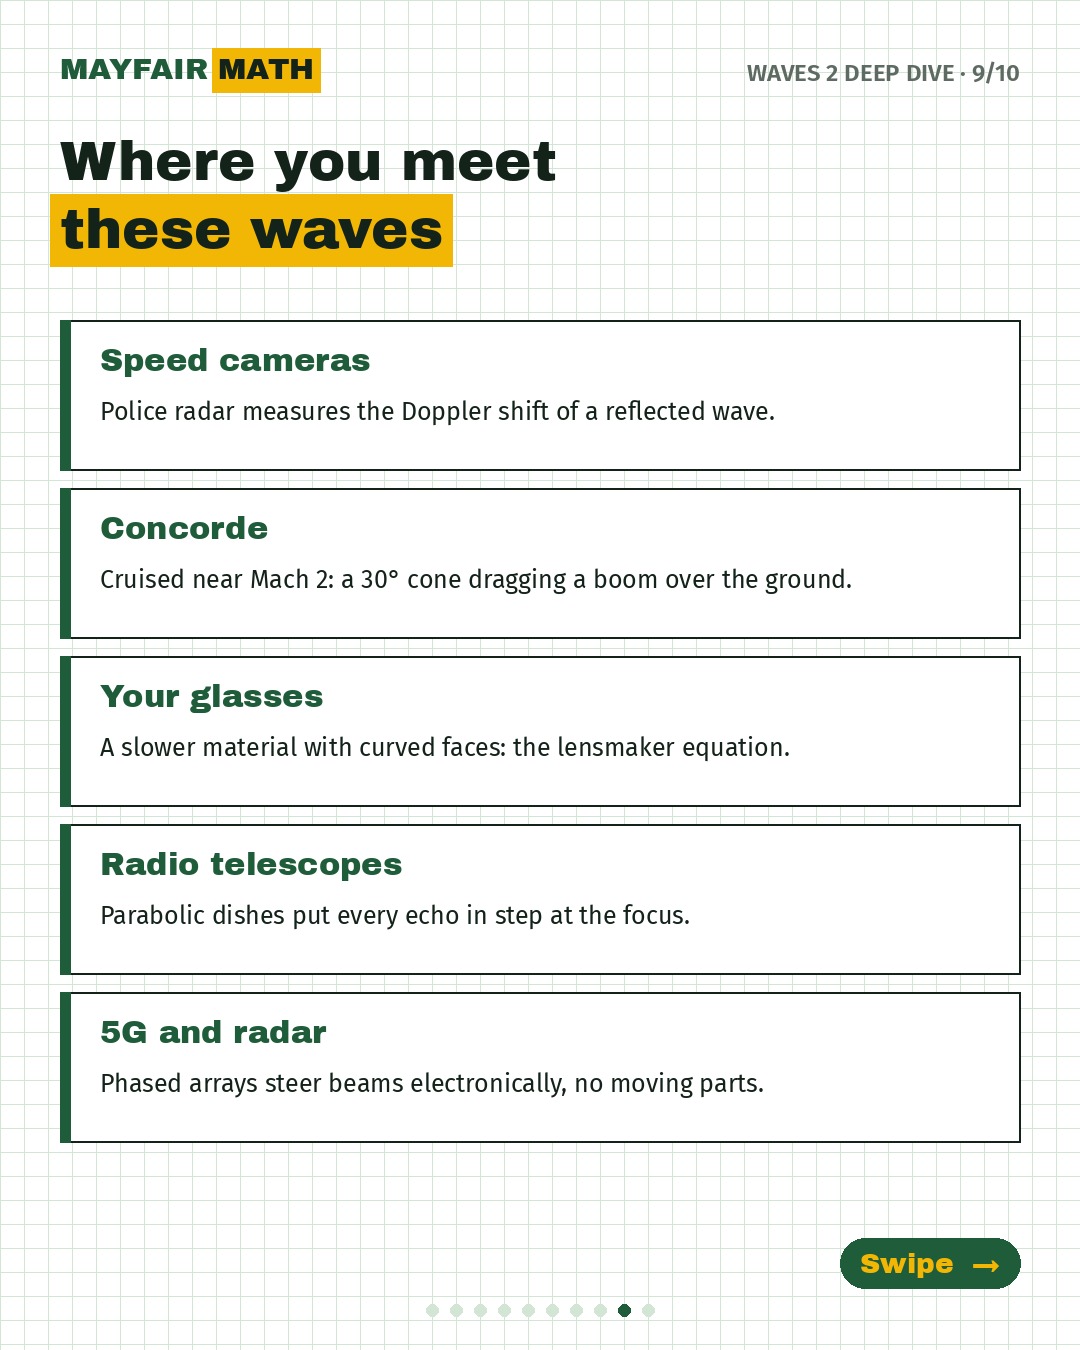 MAYFAIR MATH
WAVES 2 DEEP DIVE · 9/10
Where you meet
these waves
Speed cameras
Police radar measures the Doppler shift of a reflected wave.
Concorde
Cruised near Mach 2: a 30° cone dragging a boom over the ground.
Your glasses
A slower material with curved faces: the lensmaker equation.
Radio telescopes
Parabolic dishes put every echo in step at the focus.
5G and radar
Phased arrays steer beams electronically, no moving parts.
Swipe →